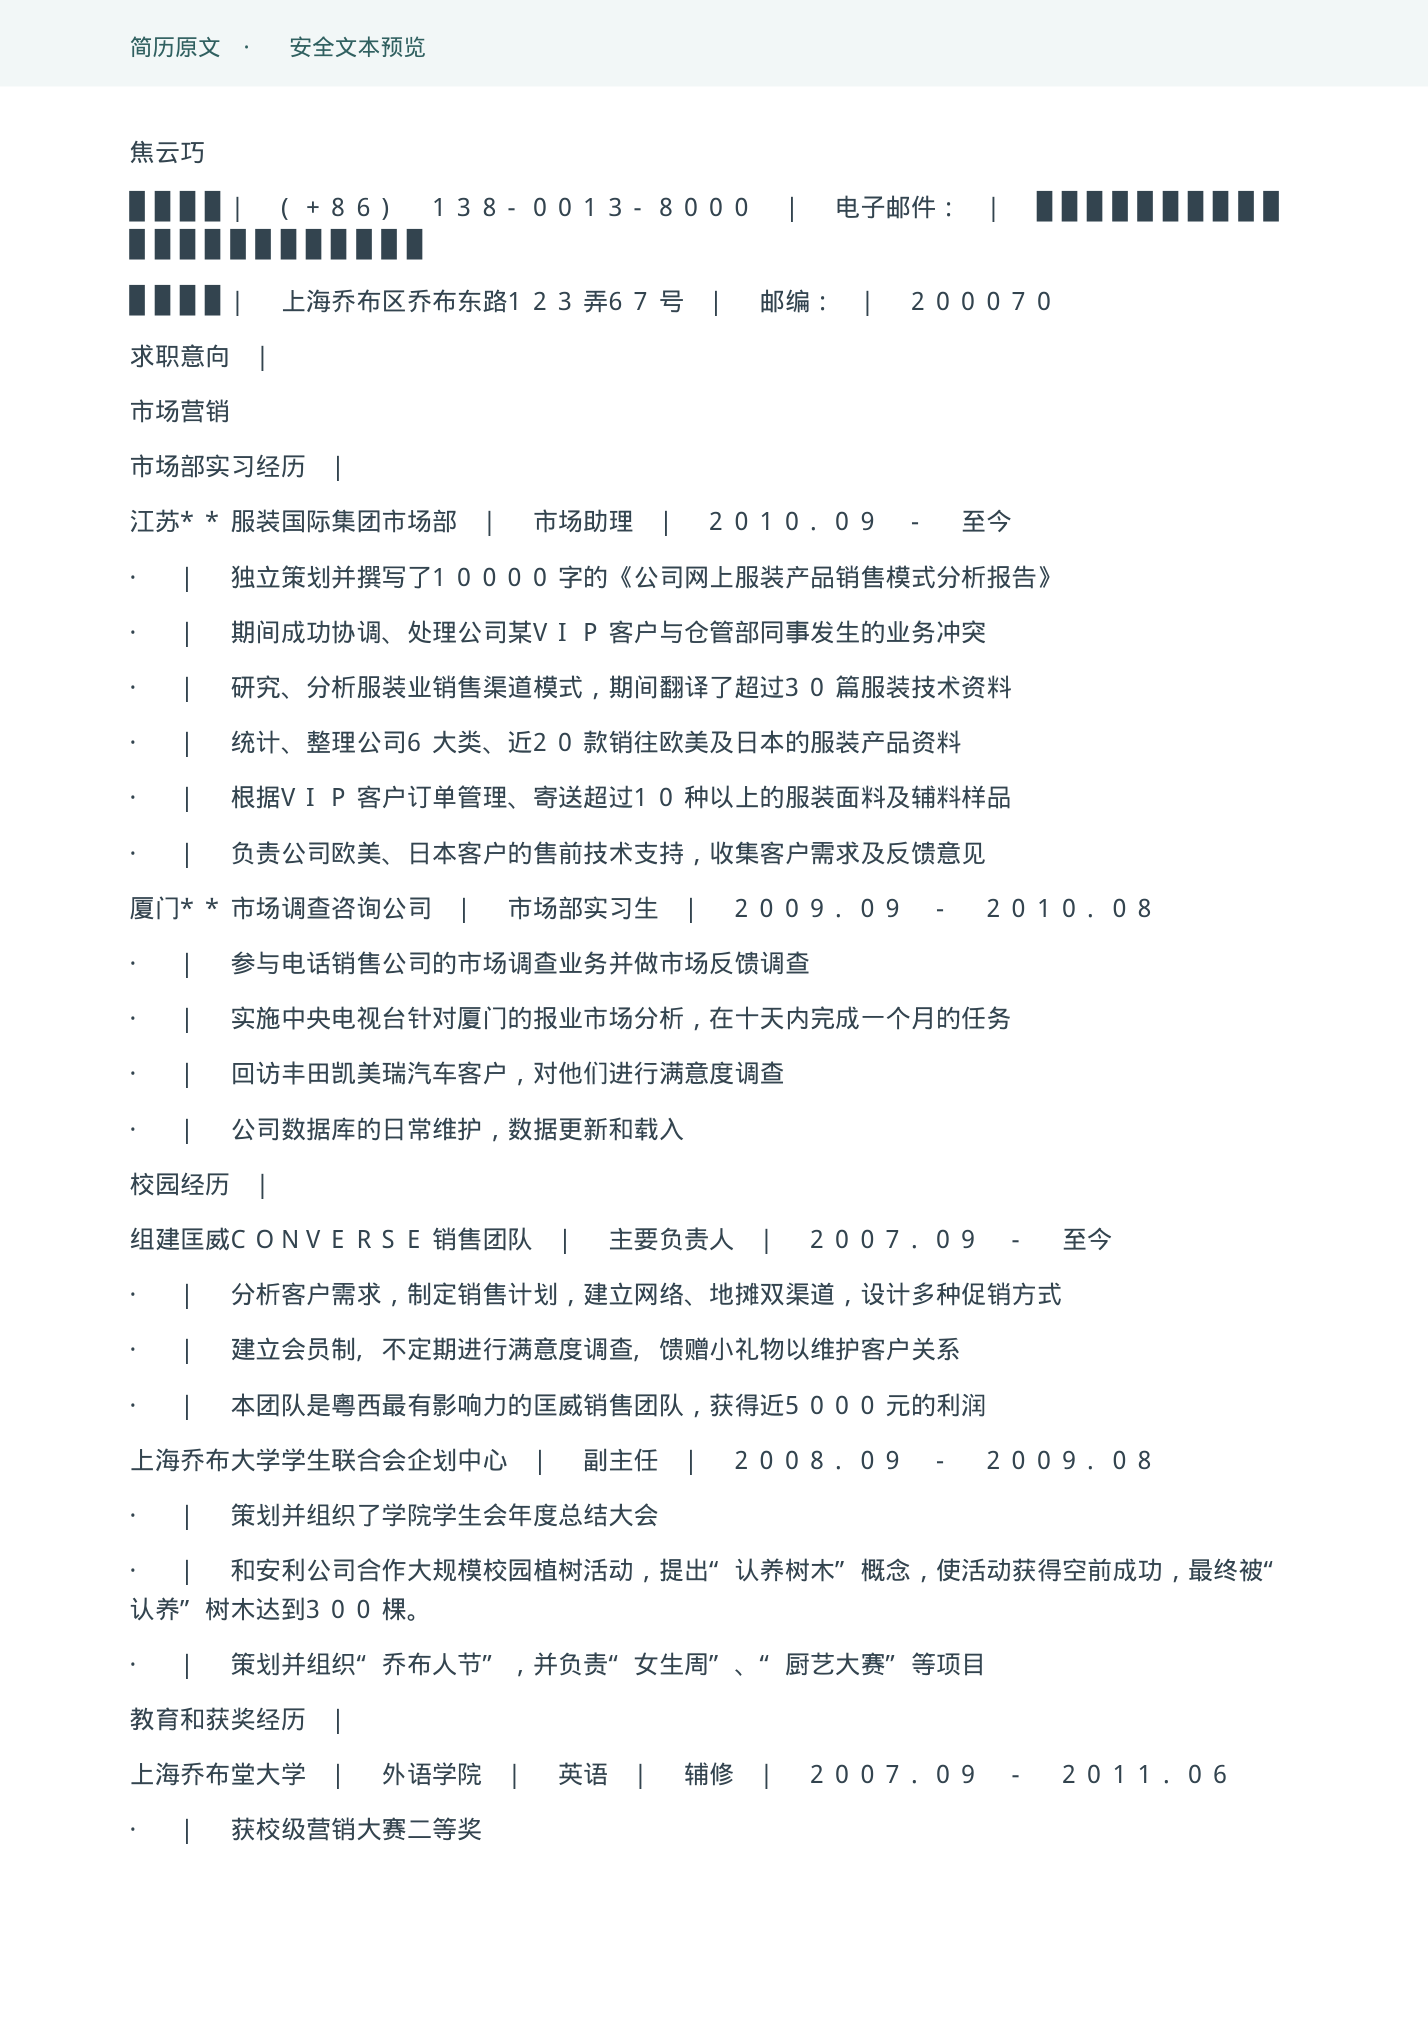 简历原文 · 安全文本预览
焦云巧
████| (+86) 138-0013-8000 | 电子邮件: | ██████████
████████████
████| 上海乔布区乔布东路123弄67号 | 邮编: | 200070
求职意向 |
市场营销
市场部实习经历 |
江苏**服装国际集团市场部 | 市场助理 | 2010.09 - 至今
· | 独立策划并撰写了10000字的《公司网上服装产品销售模式分析报告》
· | 期间成功协调、处理公司某VIP客户与仓管部同事发生的业务冲突
· | 研究、分析服装业销售渠道模式,期间翻译了超过30篇服装技术资料
· | 统计、整理公司6大类、近20款销往欧美及日本的服装产品资料
· | 根据VIP客户订单管理、寄送超过10种以上的服装面料及辅料样品
· | 负责公司欧美、日本客户的售前技术支持,收集客户需求及反馈意见
厦门**市场调查咨询公司 | 市场部实习生 | 2009.09 - 2010.08
· | 参与电话销售公司的市场调查业务并做市场反馈调查
· | 实施中央电视台针对厦门的报业市场分析,在十天内完成一个月的任务
· | 回访丰田凯美瑞汽车客户,对他们进行满意度调查
· | 公司数据库的日常维护,数据更新和载入
校园经历 |
组建匡威CONVERSE销售团队 | 主要负责人 | 2007.09 - 至今
· | 分析客户需求,制定销售计划,建立网络、地摊双渠道,设计多种促销方式
· | 建立会员制, 不定期进行满意度调查, 馈赠小礼物以维护客户关系
· | 本团队是粤西最有影响力的匡威销售团队,获得近5000元的利润
上海乔布大学学生联合会企划中心 | 副主任 | 2008.09 - 2009.08
· | 策划并组织了学院学生会年度总结大会
· | 和安利公司合作大规模校园植树活动,提出“认养树木”概念,使活动获得空前成功,最终被“
认养”树木达到300棵。
· | 策划并组织“乔布人节”,并负责“女生周”、“厨艺大赛”等项目
教育和获奖经历 |
上海乔布堂大学 | 外语学院 | 英语 | 辅修 | 2007.09 - 2011.06
· | 获校级营销大赛二等奖